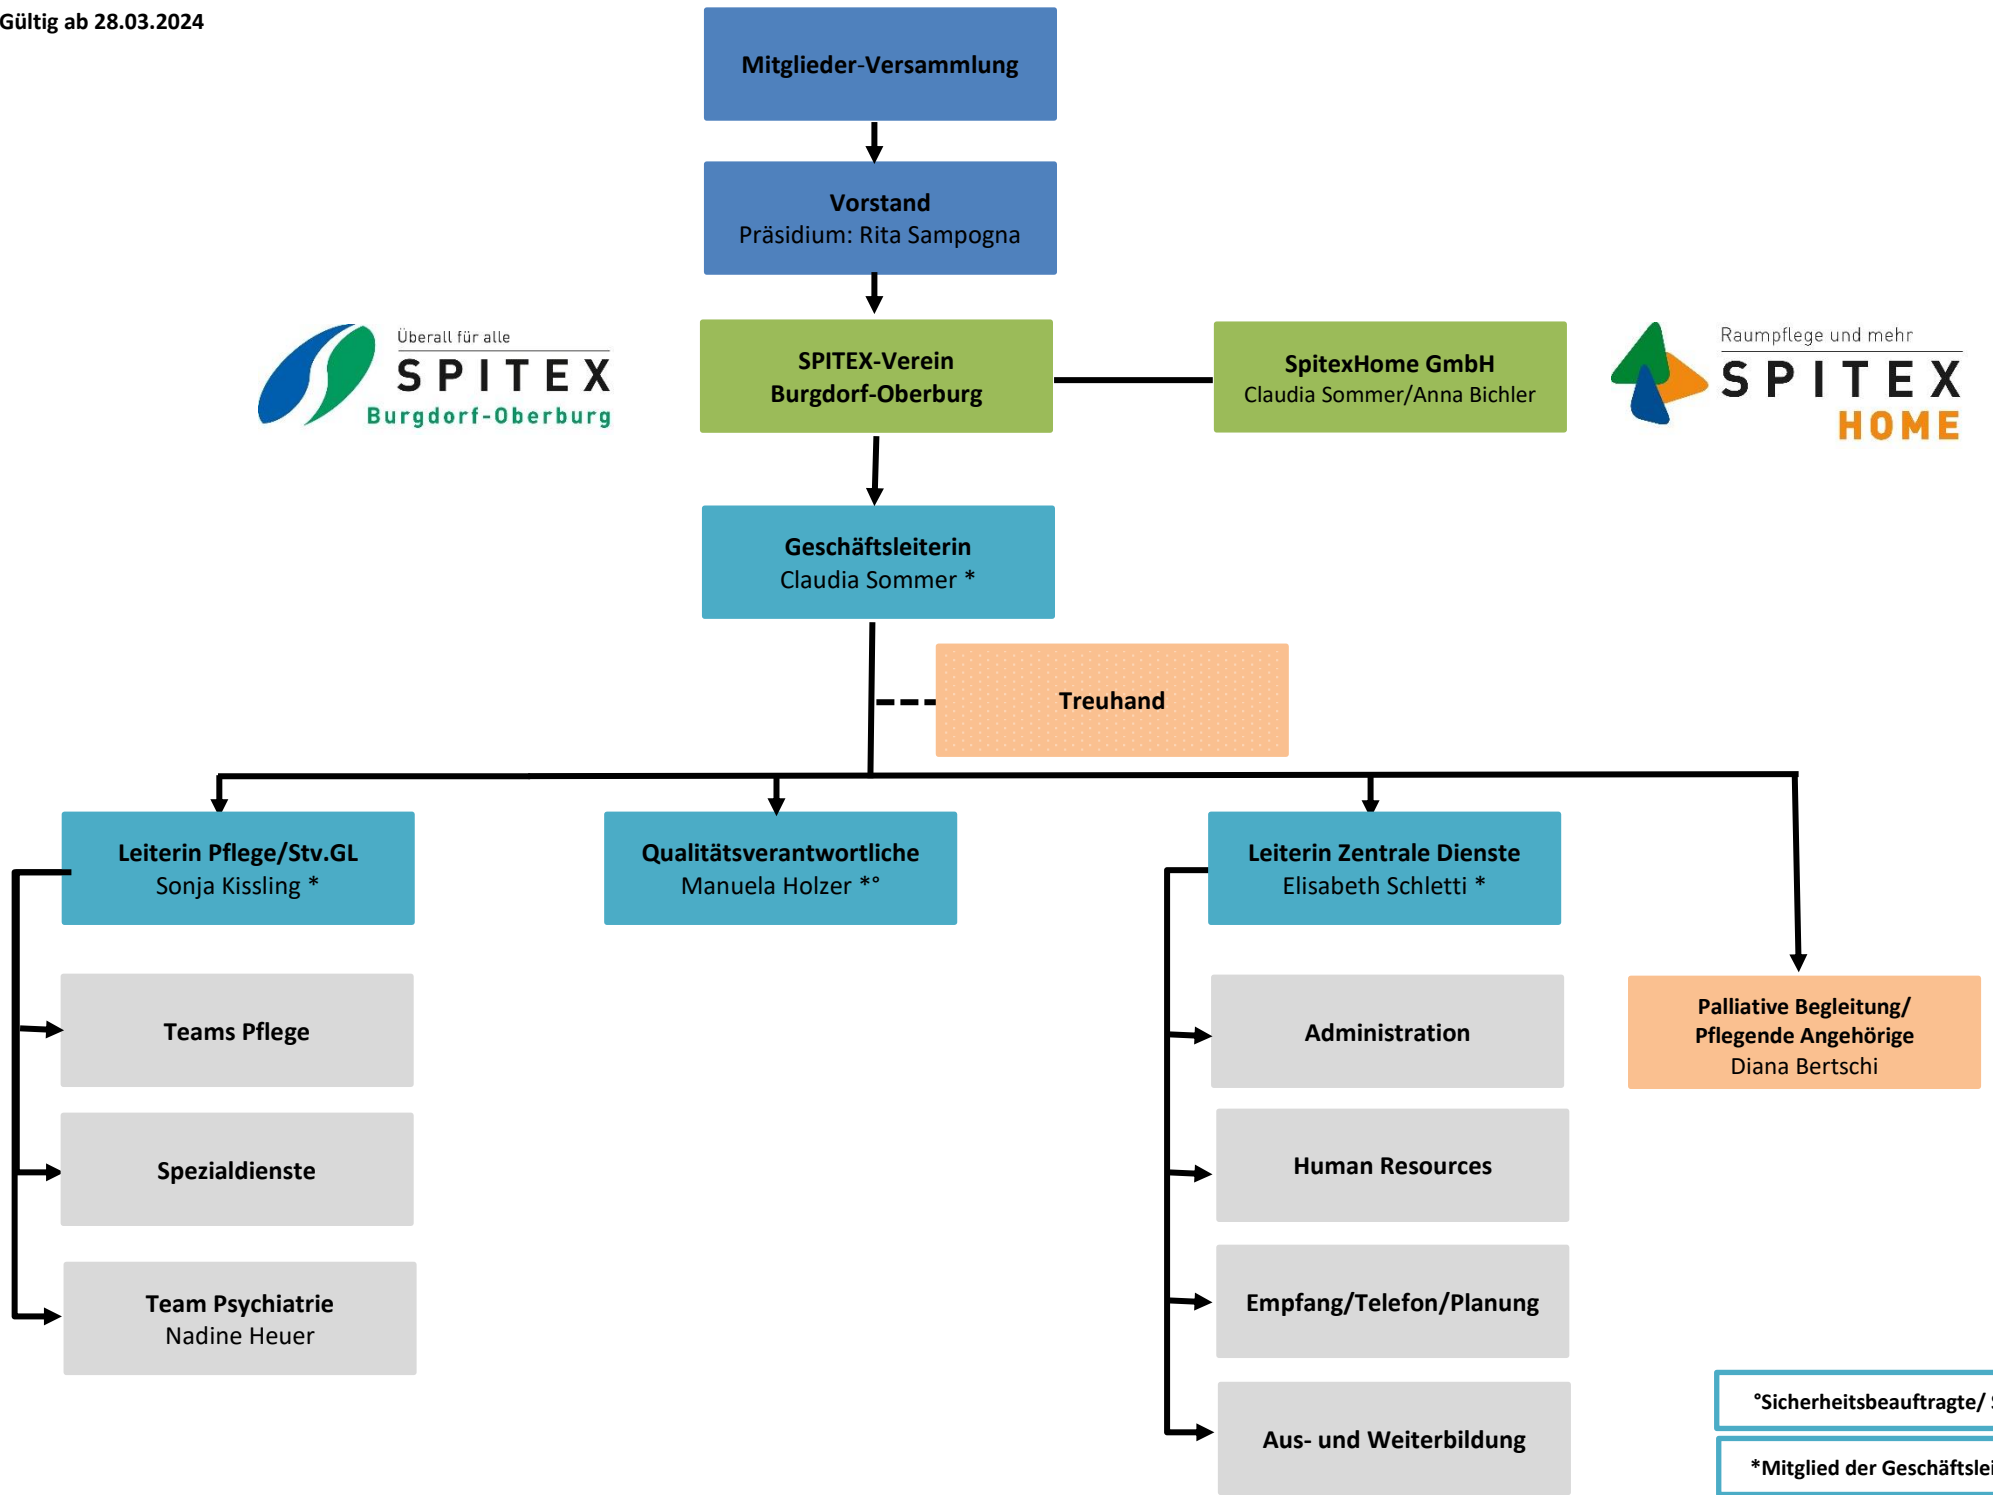 Gültig ab 28.03.2024
Mitglieder-Versammlung
Vorstand
Präsidium: Rita Sampogna
Überall für alle
SPITEX
Burgdorf-Oberburg
SPITEX-Verein
Burgdorf-Oberburg
SpitexHome GmbH
Claudia Sommer/Anna Bichler
Raumpflege und mehr
SPITEX
HOME
Geschäftsleiterin
Claudia Sommer *
Treuhand
Leiterin Pflege/Stv.GL
Sonja Kissling *
Qualitätsverantwortliche
Manuela Holzer *°
Leiterin Zentrale Dienste
Elisabeth Schletti *
Teams Pflege
Spezialdienste
Team Psychiatrie
Nadine Heuer
Administration
Human Resources
Empfang/Telefon/Planung
Aus- und Weiterbildung
Palliative Begleitung/
Pflegende Angehörige
Diana Bertschi
°Sicherheitsbeauftragte/
*Mitglied der